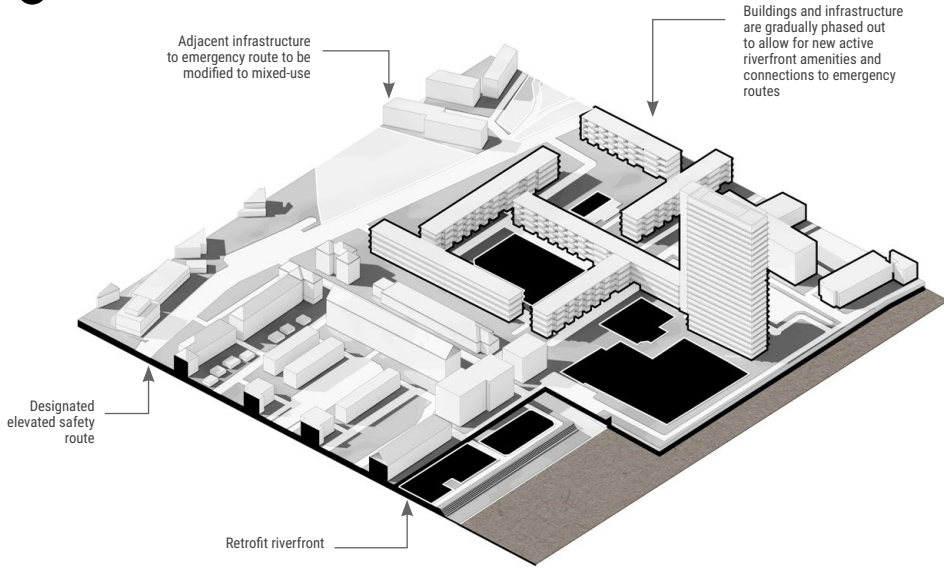 Adjacent infrastructure
to emergency route to be
modified to mixed-use
Buildings and infrastructure
are gradually phased out
to allow for new active
riverfront amenities and
connections to emergency
routes
Designated
elevated safety
route
Retrofit riverfront